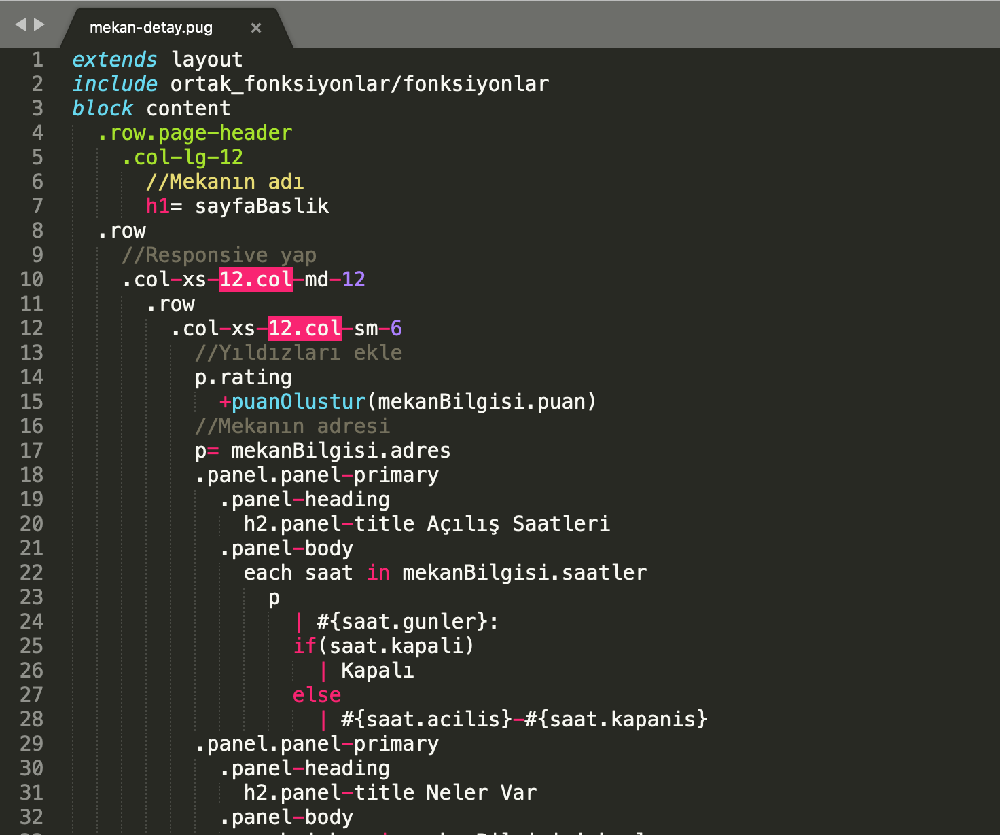 mekan-detay.pug ×
1 extends layout
2 include ortak_fonksiyonlar/fonksiyonlar
3 block content
4 .row.page-header
5 .col-lg-12
6 //Mekanın adı
7 h1= sayfaBaslik
8 .row
9 //Responsive yap
10 .col-xs-12.col-md-12
11 .row
12 .col-xs-12.col-sm-6
13 //Yıldızları ekle
14 p.rating
15 +puanOlustur(mekanBilgisi.puan)
16 //Mekanın adresi
17 p= mekanBilgisi.adres
18 .panel.panel-primary
19 .panel-heading
20 h2.panel-title Açılış Saatleri
21 .panel-body
22 each saat in mekanBilgisi.saatler
23 p
24 | #{saat.gunler}:
25 if(saat.kapali)
26 | Kapalı
27 else
28 | #{saat.acilis}-#{saat.kapanis}
29 .panel.panel-primary
30 .panel-heading
31 h2.panel-title Neler Var
32 .panel-body